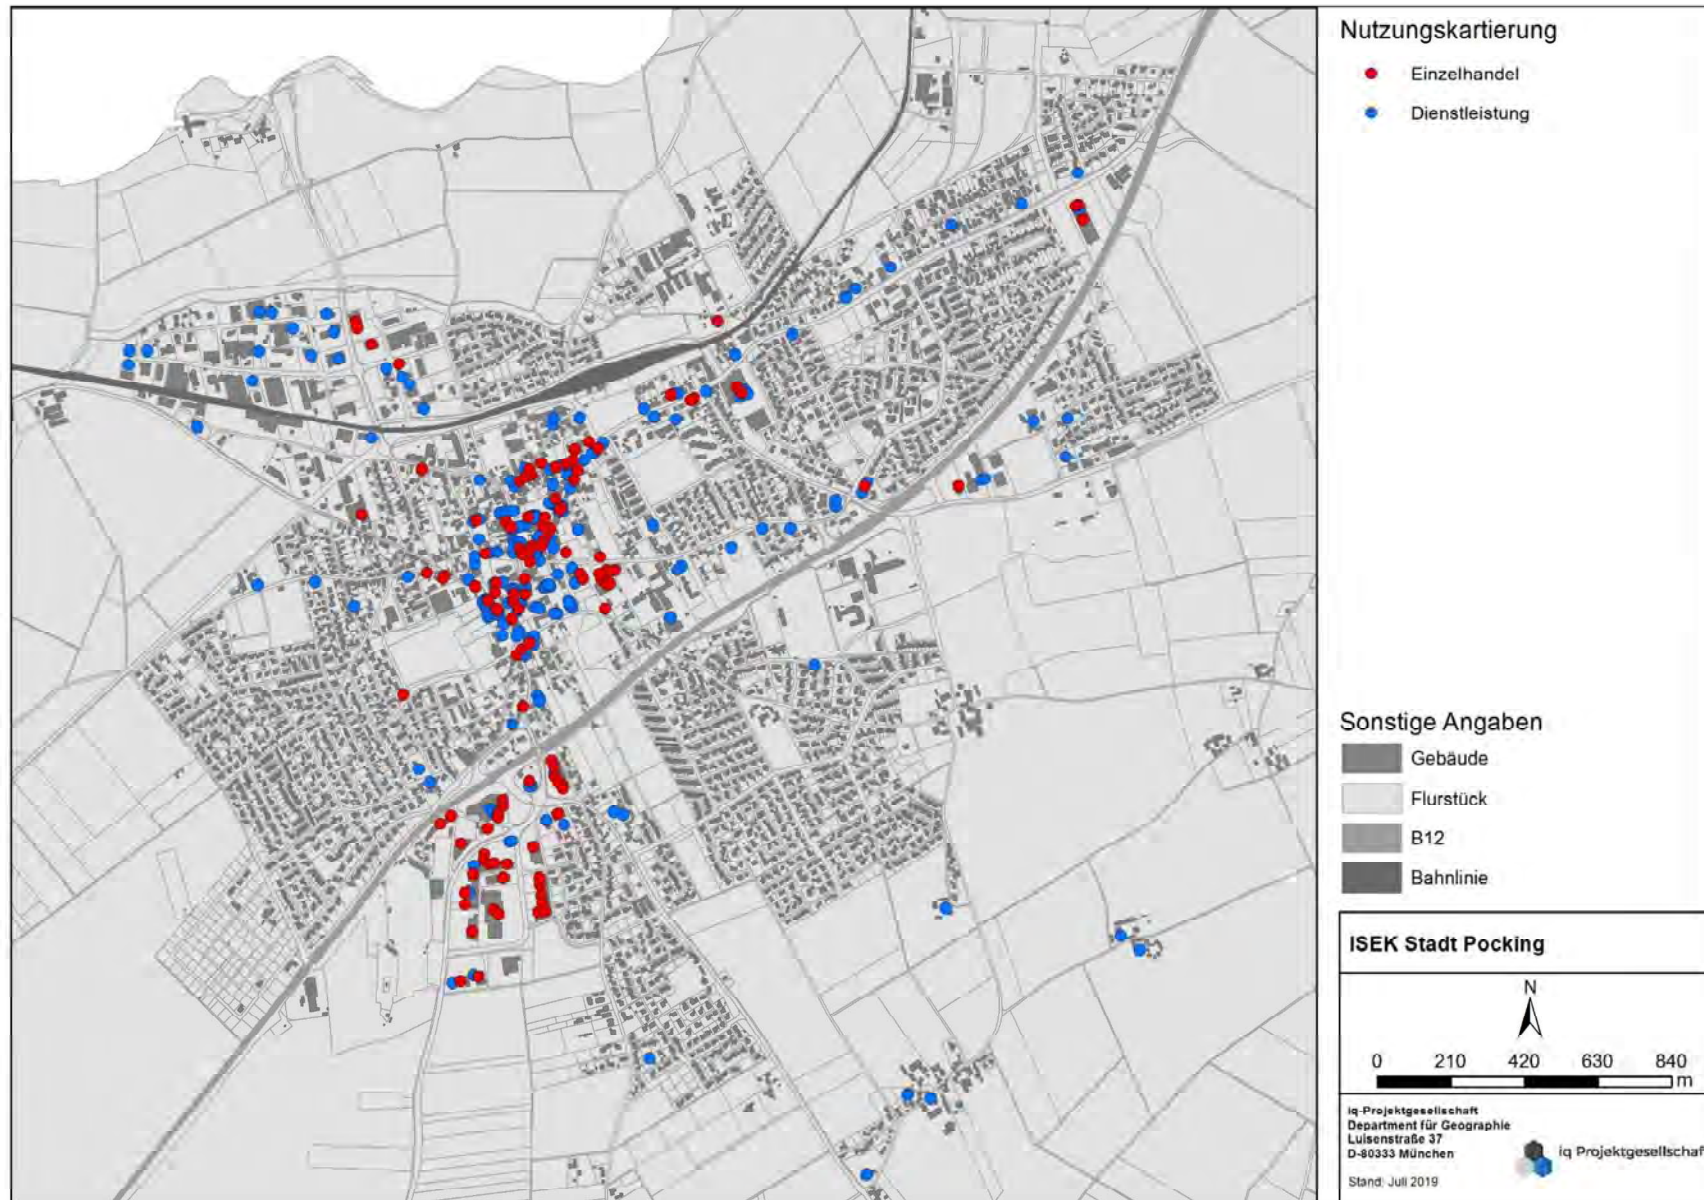 Nutzungskartierung
Einzelhandel
Dienstleistung
Sonstige Angaben
Gebäude
Flurstück
B12
Bahnlinie
ISEK Stadt Pocking
N
0 210 420 630 840
m
iq-Projektgesellschaft
Department für Geographie
Luisenstraße 37
D-80333 München
iq Projektgesellschaf
Stand: Juli 2019